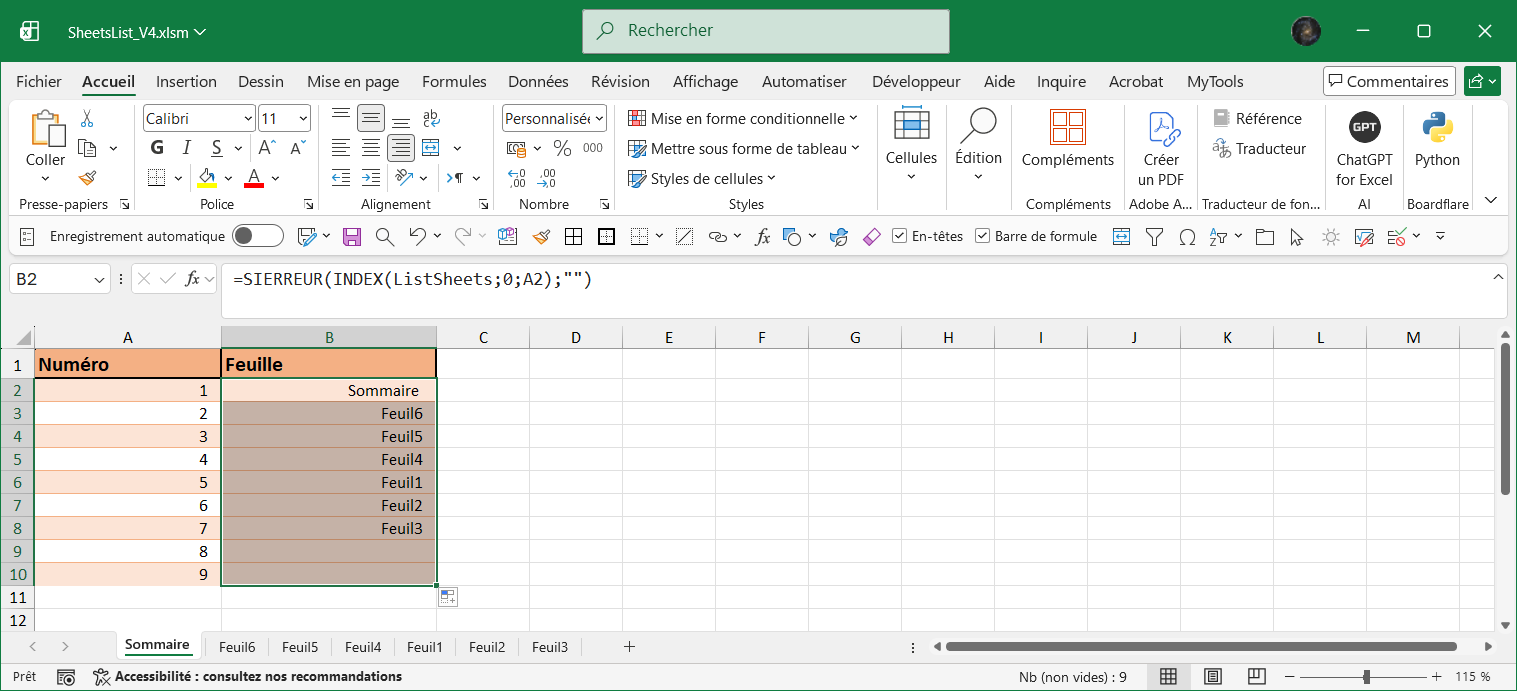 SheetsList_V4.xlsm
Rechercher
Fichier Accueil Insertion Dessin Mise en page Formules Données Révision Affichage Automatiser Développeur Aide Inquire Acrobat MyTools Commentaires
Coller
Presse-papiers
Calibri 11
G I S A A
A
Police
ab
Alignement
Personnalisée
% 000
Nombre
Mise en forme conditionnelle
Mettre sous forme de tableau
Styles de cellules
Styles
Cellules
Édition
Compléments
Compléments
Créer
un PDF
Adobe A...
Référence
Traducteur
Traducteur de fon...
GPT
ChatGPT
for Excel
AI
Python
Boardflare
Enregistrement automatique En-têtes Barre de formule
B2 fx =SIERREUR(INDEX(ListSheets;0;A2);"")
A B C D E F G H I J K L M
1 Numéro Feuille
2 1 Sommaire
3 2 Feuil6
4 3 Feuil5
5 4 Feuil4
6 5 Feuil1
7 6 Feuil2
8 7 Feuil3
9 8
10 9
11
12
Sommaire Feuil6 Feuil5 Feuil4 Feuil1 Feuil2 Feuil3
Prêt Accessibilité : consultez nos recommandations Nb (non vides) : 9 115 %